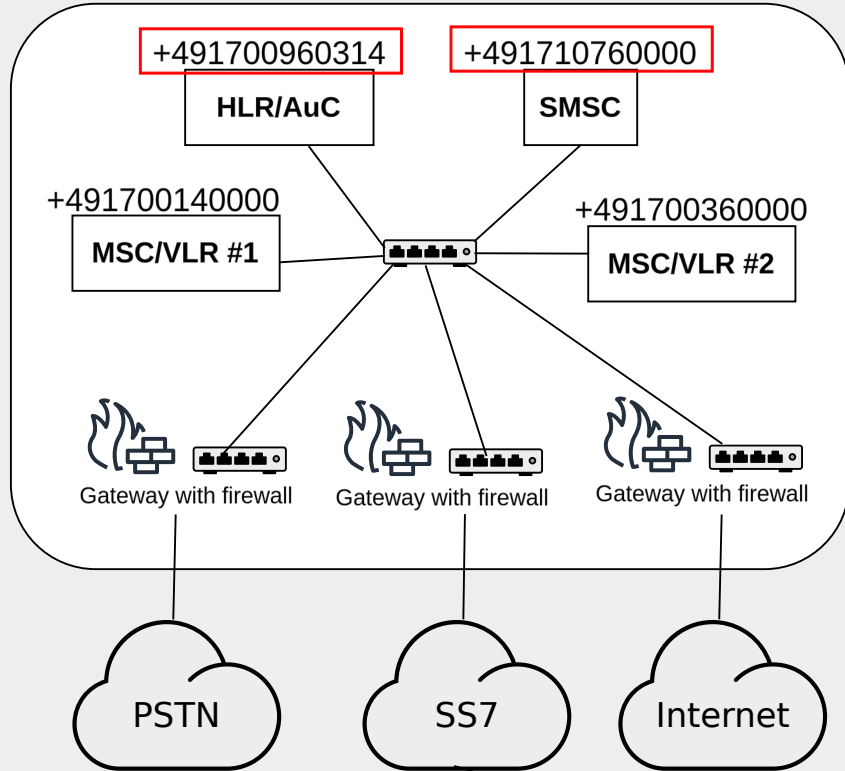 +491700960314
+491710760000
HLR/AuC
SMSC
+491700140000
+491700360000
MSC/VLR #1
MSC/VLR #2
Gateway with firewall
Gateway with firewall
Gateway with firewall
PSTN
SS7
Internet